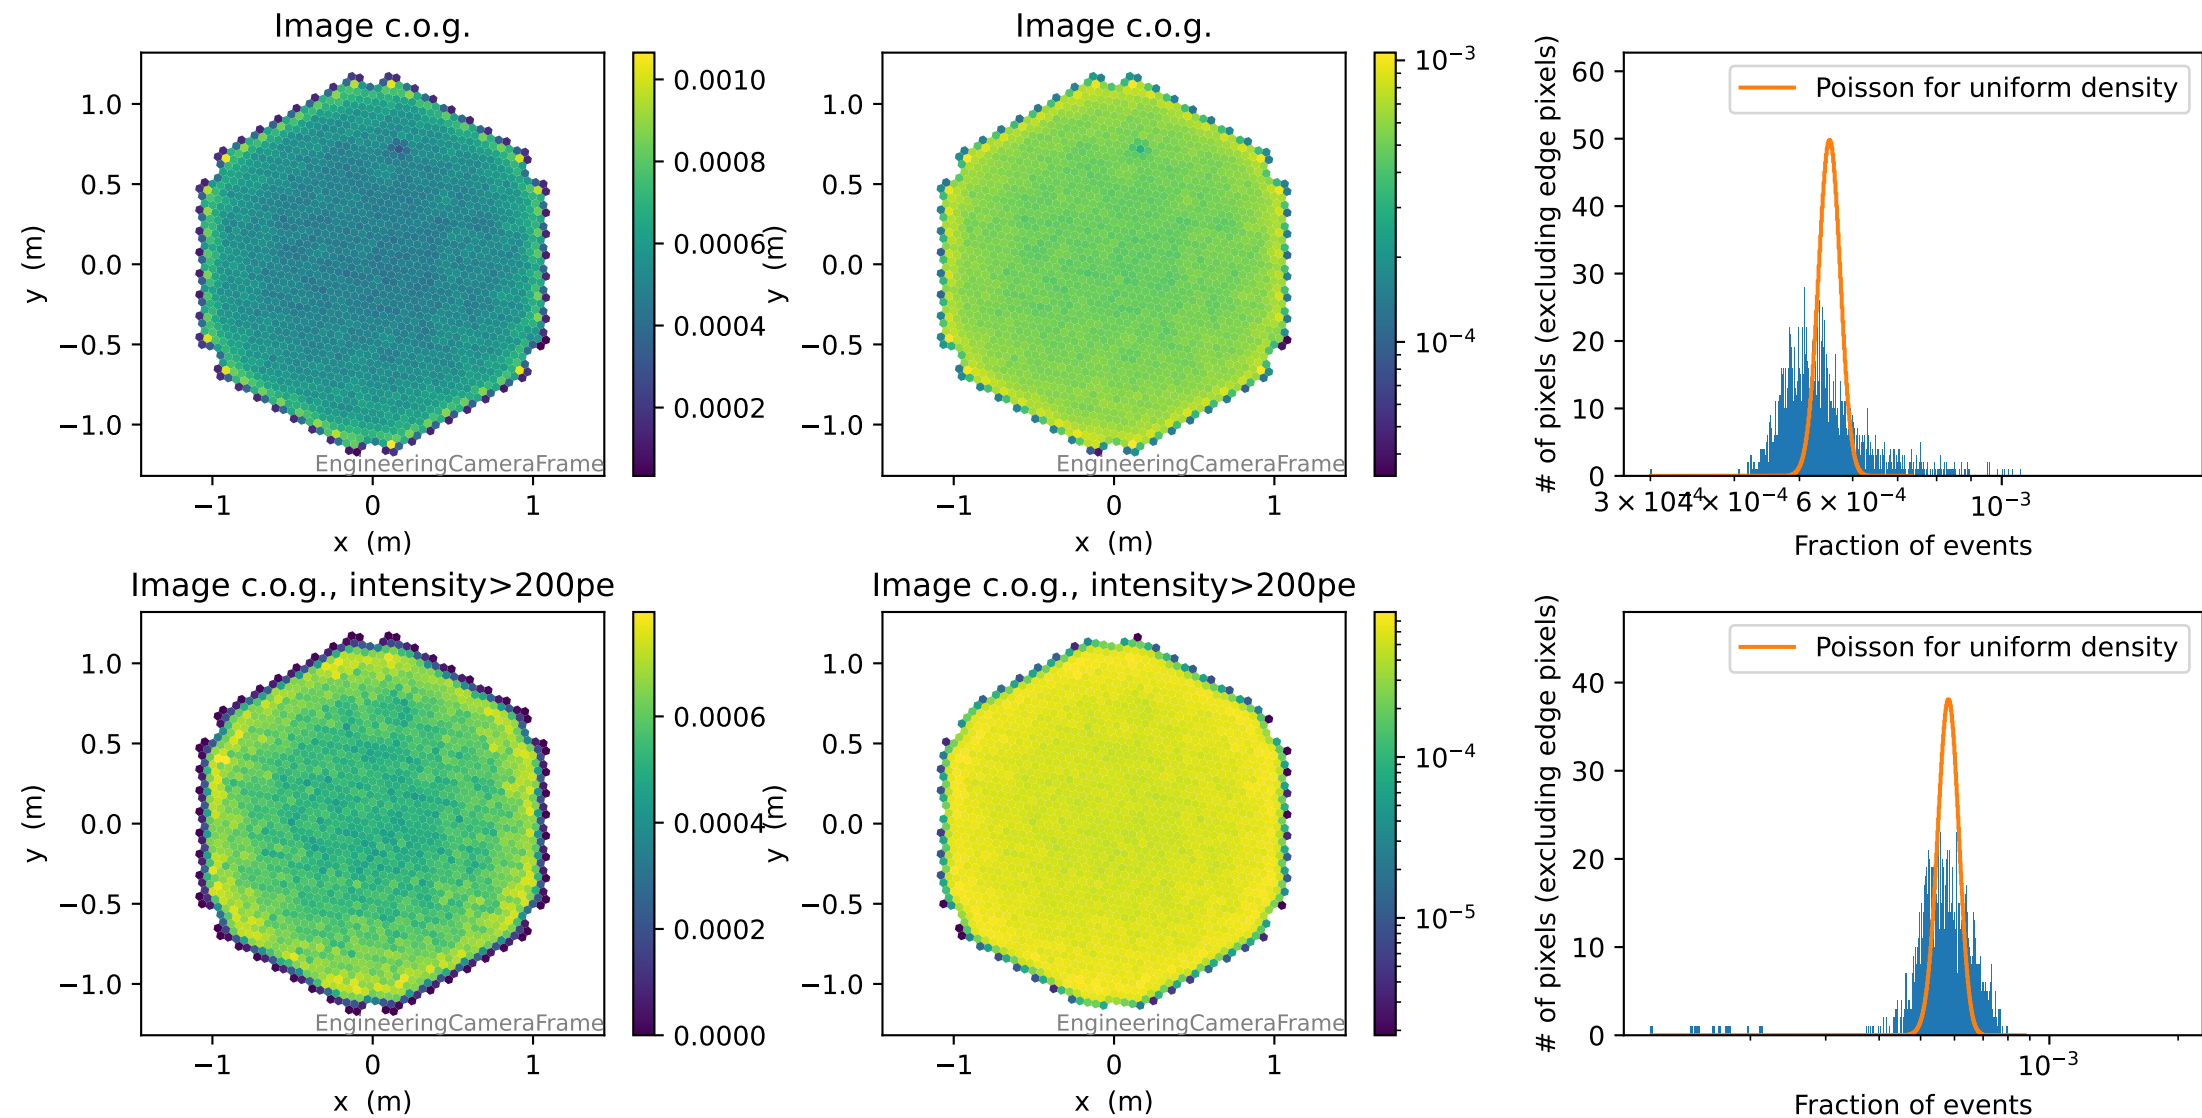 Image c.o.g.
1.0
0.5
0.0
−0.5
−1.0
y (m)
−1
0
1
x (m)
EngineeringCameraFrame
0.0010
0.0008
0.0006
0.0004
0.0002
Image c.o.g.
1.0
0.5
0.0
−0.5
−1.0
y (m)
−1
0
1
x (m)
EngineeringCameraFrame
10⁻³
10⁻⁴
Poisson for uniform density
60
50
40
30
20
10
0
# of pixels (excluding edge pixels)
3 × 10⁻⁴
4 × 10⁻⁴
6 × 10⁻⁴
10⁻³
Fraction of events
Image c.o.g., intensity>200pe
1.0
0.5
0.0
−0.5
−1.0
y (m)
−1
0
1
x (m)
EngineeringCameraFrame
0.0006
0.0004
0.0002
0.0000
Image c.o.g., intensity>200pe
1.0
0.5
0.0
−0.5
−1.0
y (m)
−1
0
1
x (m)
EngineeringCameraFrame
10⁻⁴
10⁻⁵
Poisson for uniform density
40
30
20
10
0
# of pixels (excluding edge pixels)
10⁻³
Fraction of events